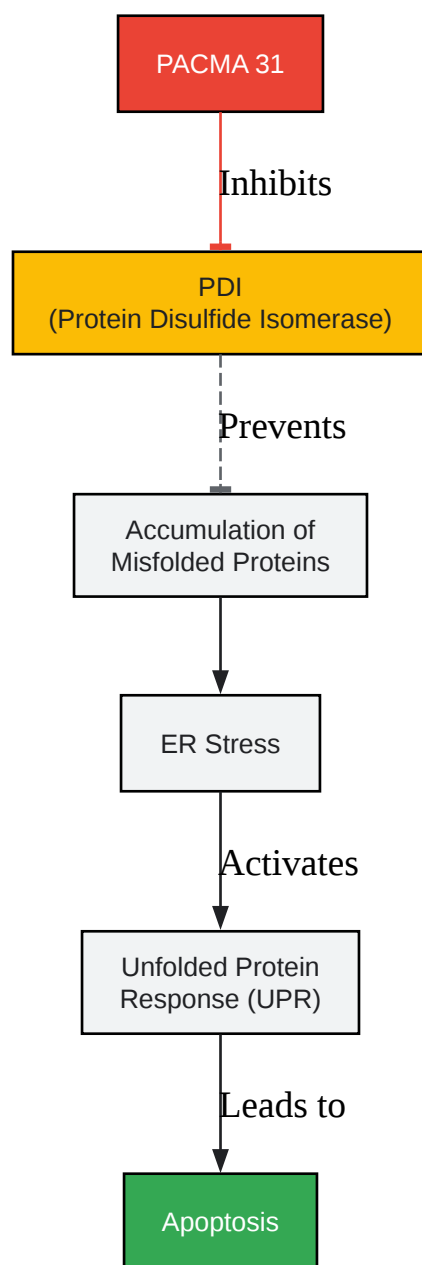 PACMA 31
Inhibits
PDI
(Protein Disulfide Isomerase)
Prevents
Accumulation of
Misfolded Proteins
ER Stress
Activates
Unfolded Protein
Response (UPR)
Leads to
Apoptosis